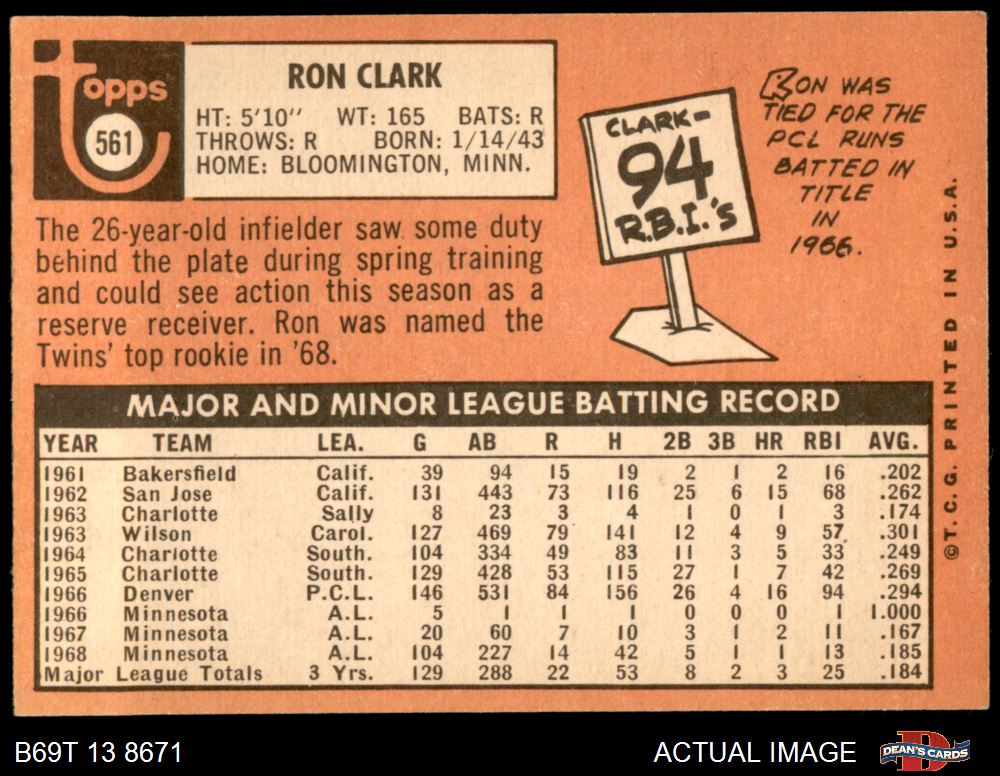 topps
561
RON CLARK
HT: 5'10" WT: 165 BATS: R
THROWS: R BORN: 1/14/43
HOME: BLOOMINGTON, MINN.
The 26-year-old infielder saw some duty
behind the plate during spring training
and could see action this season as a
reserve receiver. Ron was named the
Twins' top rookie in '68.
CLARK-
94
R.B.I.'S
RON WAS
TIED FOR THE
PCL RUNS
BATTED IN
TITLE
IN
1966.
MAJOR AND MINOR LEAGUE BATTING RECORD
YEAR TEAM LEA. G AB R H 2B 3B HR RBI AVG.
1961 Bakersfield Calif. 39 94 15 19 2 1 2 16 .202
1962 San Jose Calif. 131 443 73 116 25 6 15 68 .262
1963 Charlotte Sally 8 23 3 4 1 0 1 3 .174
1963 Wilson Carol. 127 469 79 141 12 4 9 57 .301
1964 Charlotte South. 104 334 49 83 11 3 5 33 .249
1965 Charlotte South. 129 428 53 115 27 1 7 42 .269
1966 Denver P.C.L. 146 531 84 156 26 4 16 94 .294
1966 Minnesota A.L. 5 1 1 1 0 0 0 1 1.000
1967 Minnesota A.L. 20 60 7 10 3 1 2 11 .167
1968 Minnesota A.L. 104 227 14 42 5 1 1 13 .185
Major League Totals 3 Yrs. 129 288 22 53 8 2 3 25 .184
© T. C. G. PRINTED IN U.S.A.
B69T 13 8671
ACTUAL IMAGE
D
DEAN'S CARDS